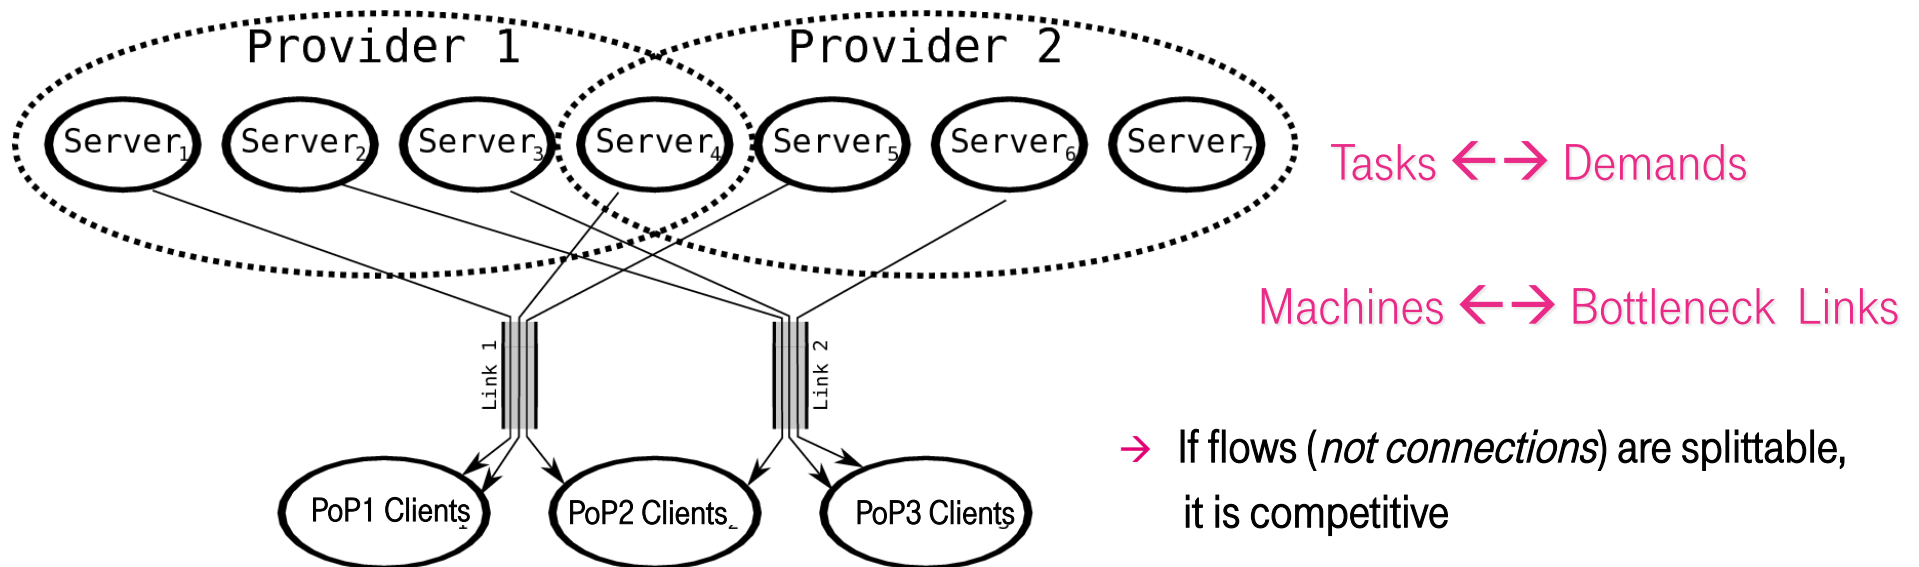 Provider 1
Provider 2
Server1
Server2
Server3
Server4
Server5
Server6
Server7
Tasks ←→ Demands
Machines ←→ Bottleneck Links
Link 1
Link 2
→ If flows (not connections) are splittable,
it is competitive
PoP1 Clients
PoP2 Clients
PoP3 Clients